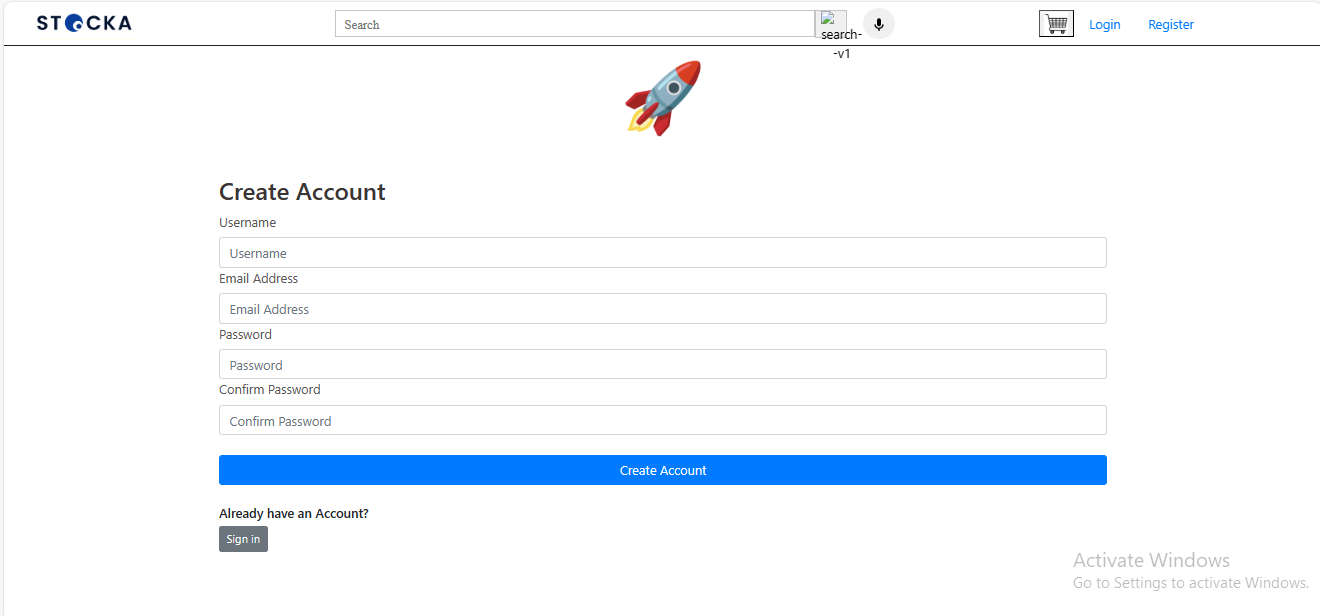 STOCKA
Search
search-
-v1
Login
Register
Create Account
Username
Username
Email Address
Email Address
Password
Password
Confirm Password
Confirm Password
Create Account
Already have an Account?
Sign in
Activate Windows
Go to Settings to activate Windows.